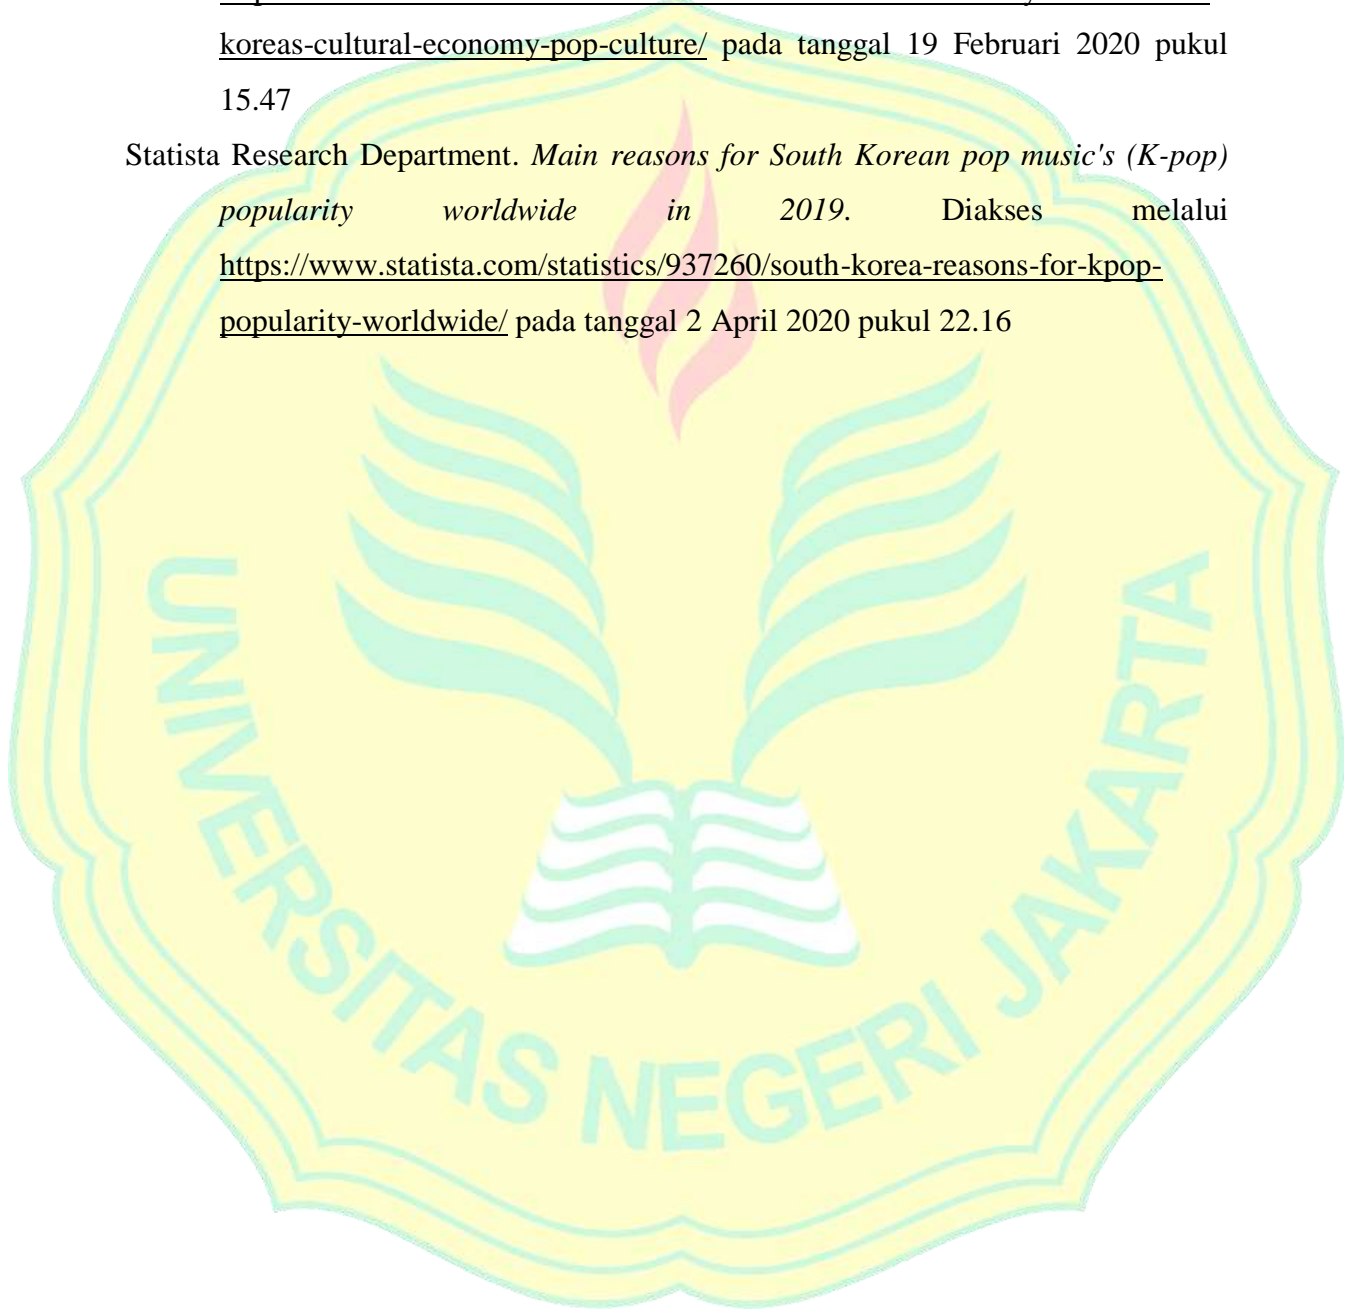 koreas-cultural-economy-pop-culture/ pada tanggal 19 Februari 2020 pukul
15.47
Statista Research Department. Main reasons for South Korean pop music's (K-pop)
popularity worldwide in 2019. Diakses melalui
https://www.statista.com/statistics/937260/south-korea-reasons-for-kpop-
popularity-worldwide/ pada tanggal 2 April 2020 pukul 22.16
UNIVERSITAS NEGERI JAKARTA